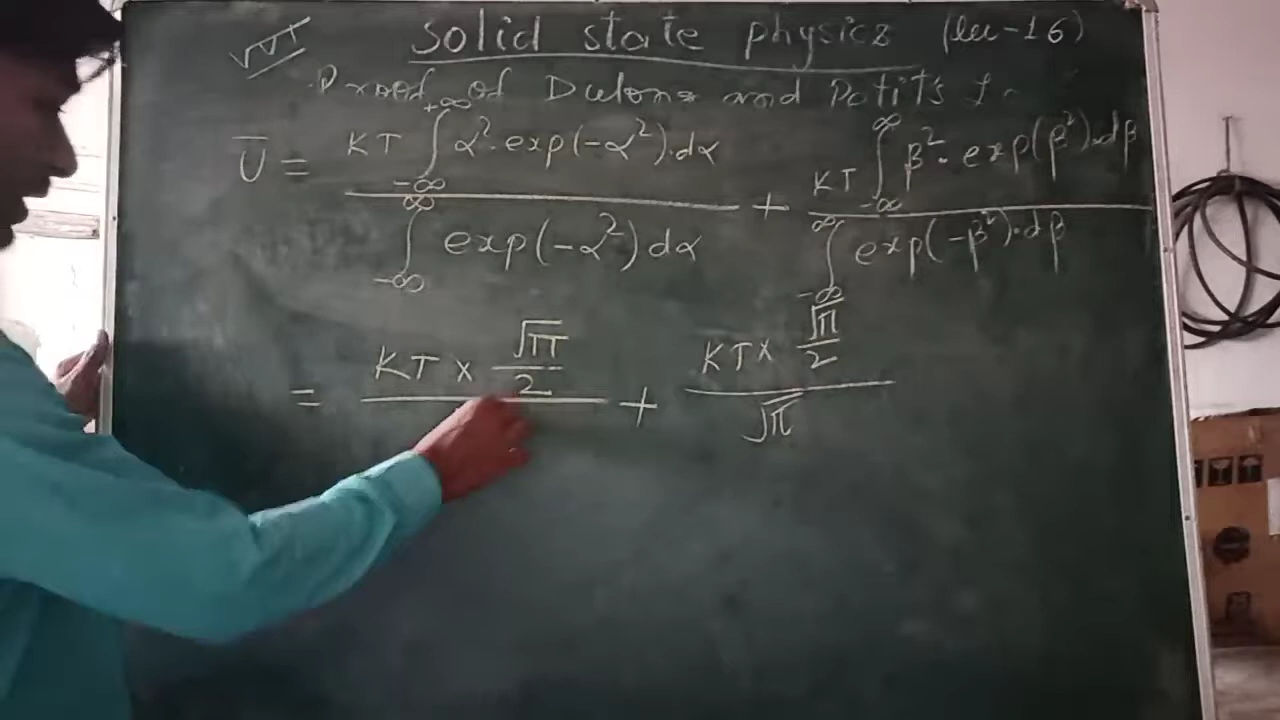 solid state physics (lec-16)
Proof of Dulons and Petit's
Ū = KT ∫_{-∞}^{+∞} α². exp(-α²).dα / ∫_{-∞}^{∞} exp(-α²)dα + KT ∫_{-∞}^{∞} β². exp(β²).dβ / ∫_{-∞}^{∞} exp(-β²).dβ
= KT × √π/2 + KT × √π/2 / √π